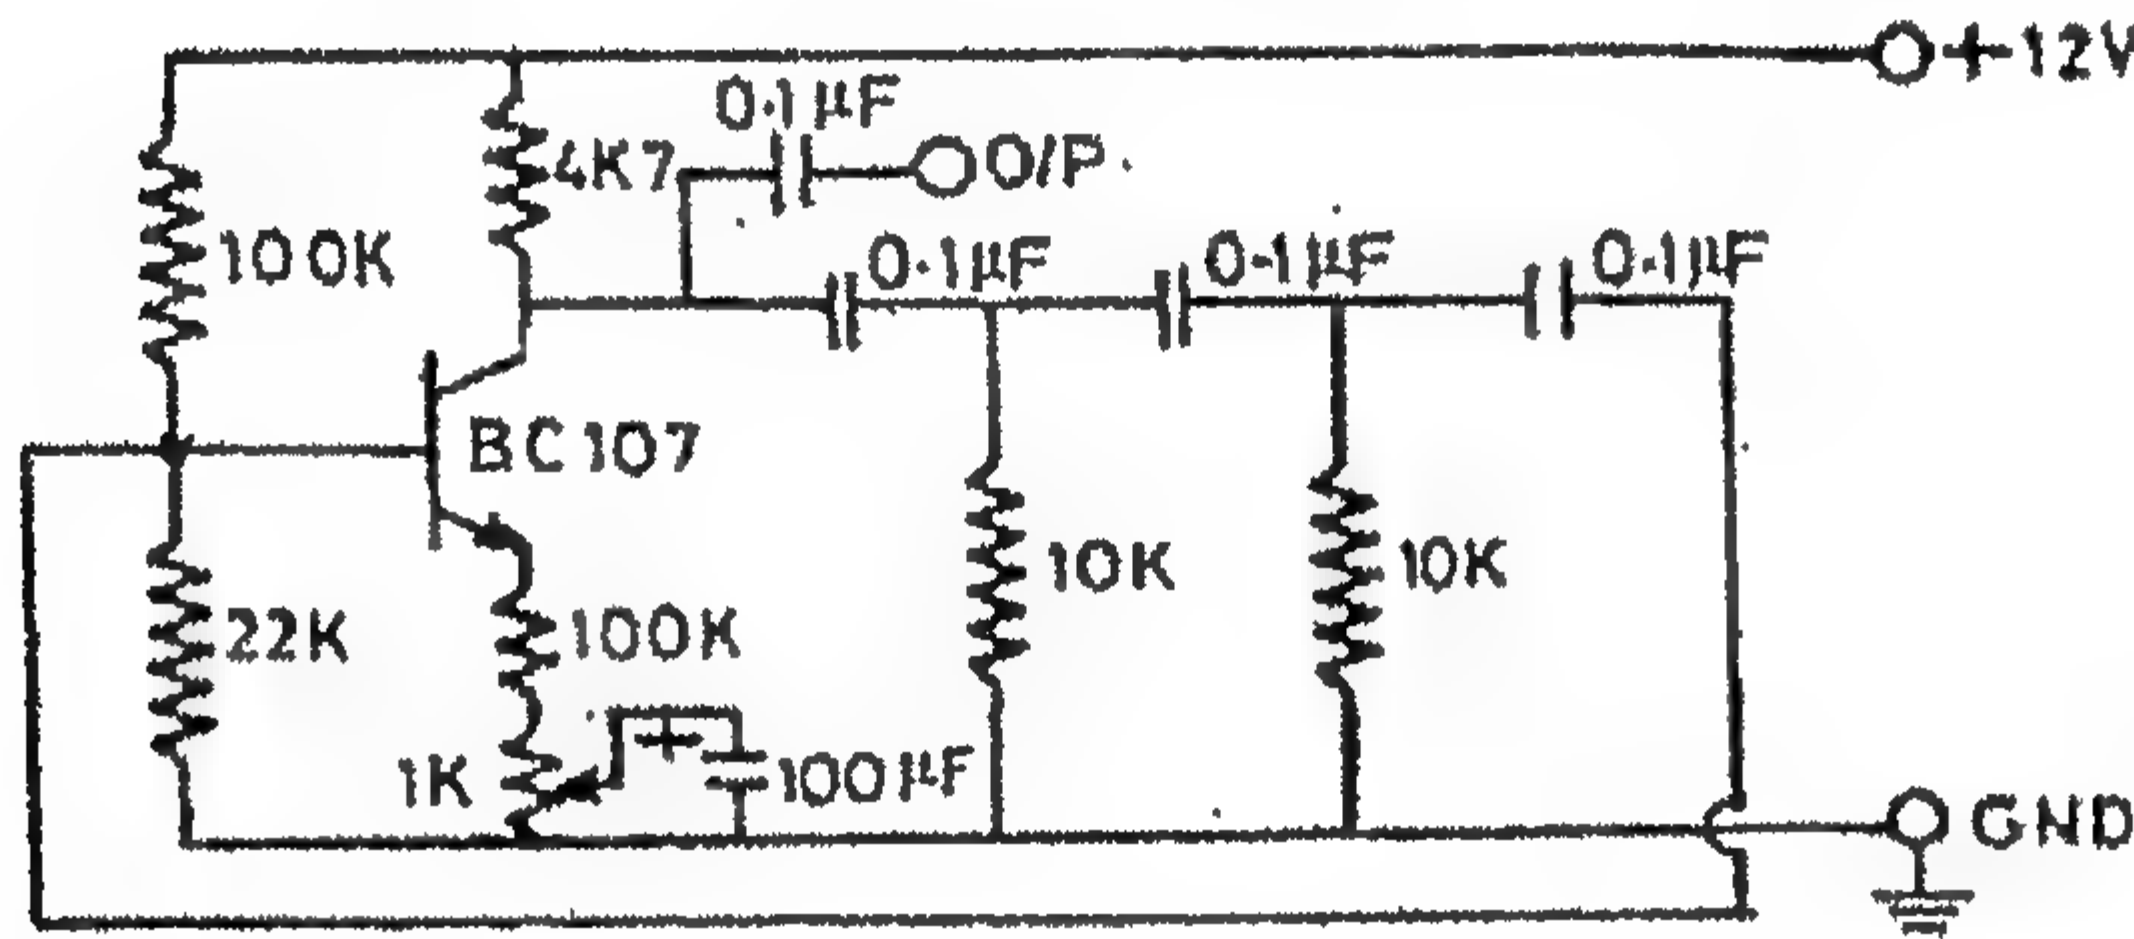 +12V
0.1µF
4K7
O/P.
100K
0.1µF
0.1µF
0.1µF
BC107
10K
10K
22K
100K
1K
100µF
GND